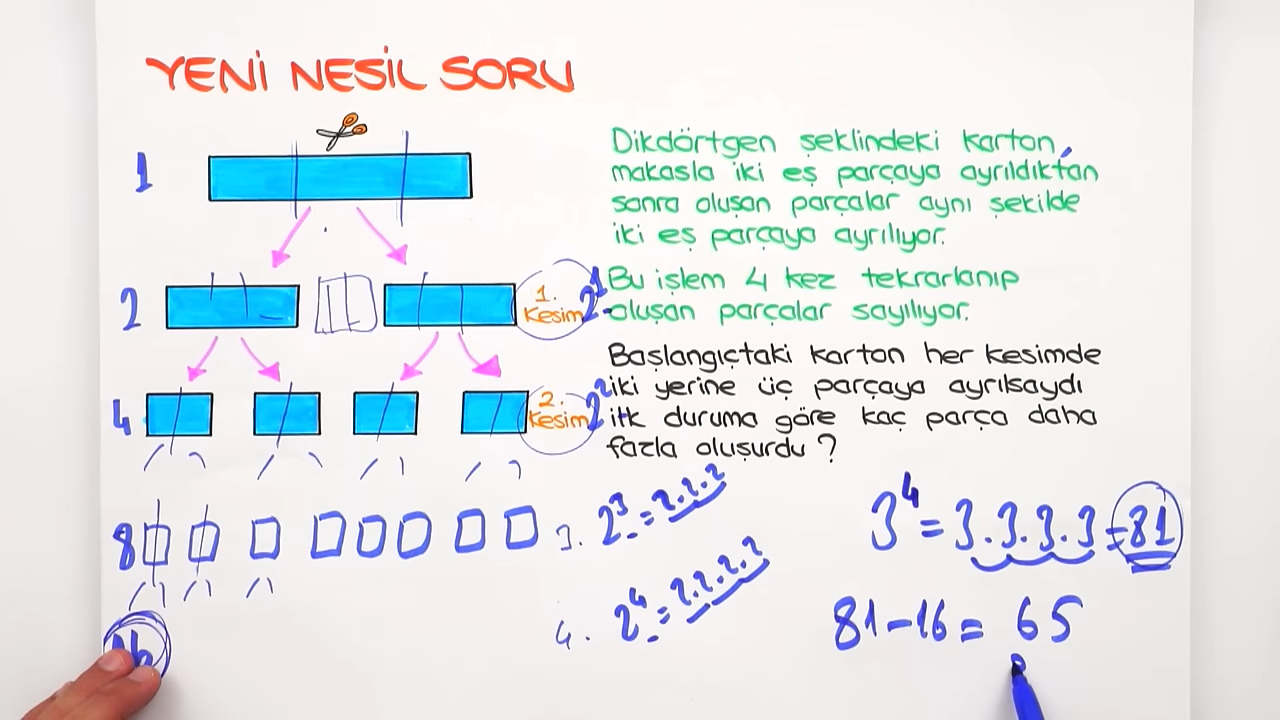 YENİ NESİL SORU
1
2
1.
Kesim
2¹
4
2.
Kesim
2²
Dikdörtgen şeklindeki karton,
makasla iki eş parçaya ayrıldıktan
sonra oluşan parçalar aynı şekilde
iki eş parçaya ayrılıyor.
Bu işlem 4 kez tekrarlanıp
oluşan parçalar sayılıyor.
Başlangıçtaki karton her kesimde
iki yerine üç parçaya ayrılsaydı
ilk duruma göre kaç parça daha
fazla oluşurdu ?
8
3. 2³ = 2.2.2
16
4. 2⁴ = 2.2.2.2
3⁴ = 3.3.3.3 = 81
81-16 = 65